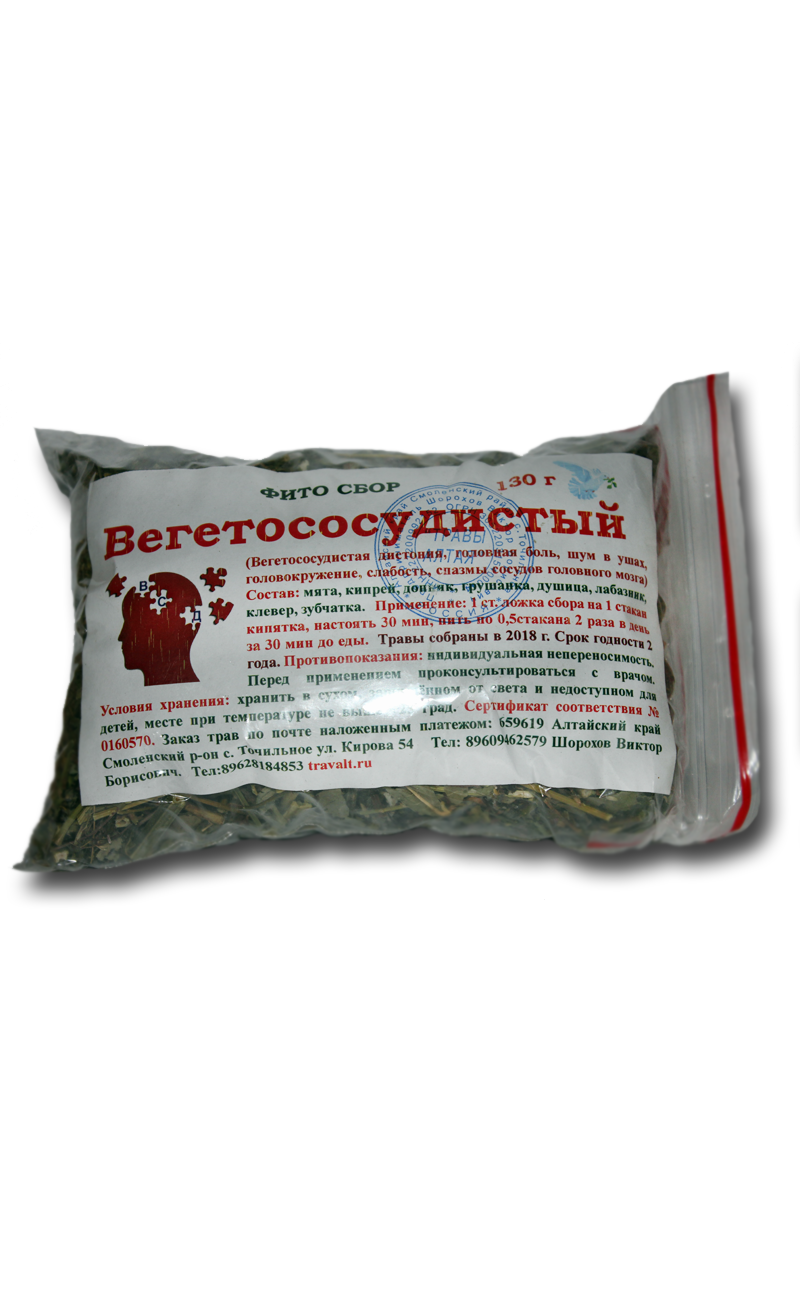 ФИТО СБОР 130 г
Вегетососудистый
(Вегетососудистая дистония, головная боль, шум в ушах,
головокружение, слабость, спазмы сосудов головного мозга)
Состав: мята, кипрей, донник, грушанка, душица, лабазник,
клевер, зубчатка. Применение: 1 ст. ложка сбора на 1 стакан
кипятка, настоять 30 мин, пить по 0,5стакана 2 раза в день
за 30 мин до еды. Травы собраны в 2018 г. Срок годности 2
года. Противопоказания: индивидуальная непереносимость.
Перед применением проконсультироваться с врачом.
Условия хранения: хранить в сухом, от света и недоступном для
детей, месте при температуре не град. Сертификат соответствия №
0160570. Заказ трав по почте наложенным платежом: 659619 Алтайский край
Смоленский р-он с. Точильное ул. Кирова 54 Тел: 89609462579 Шорохов Виктор
Борисович. Тел:89628184853 travalt.ru
В
С
Д
ТРАВЫ
АЛТАЯ